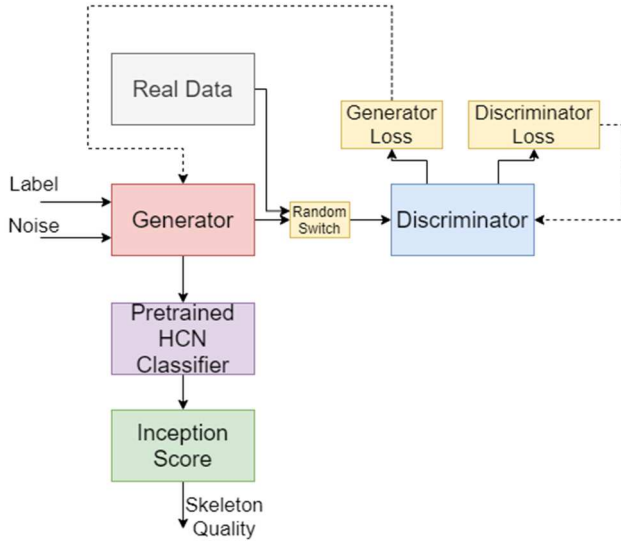 Real Data
Generator
Loss
Discriminator
Loss
Label
Noise
Generator
Random
Switch
Discriminator
Pretrained
HCN
Classifier
Inception
Score
Skeleton
Quality